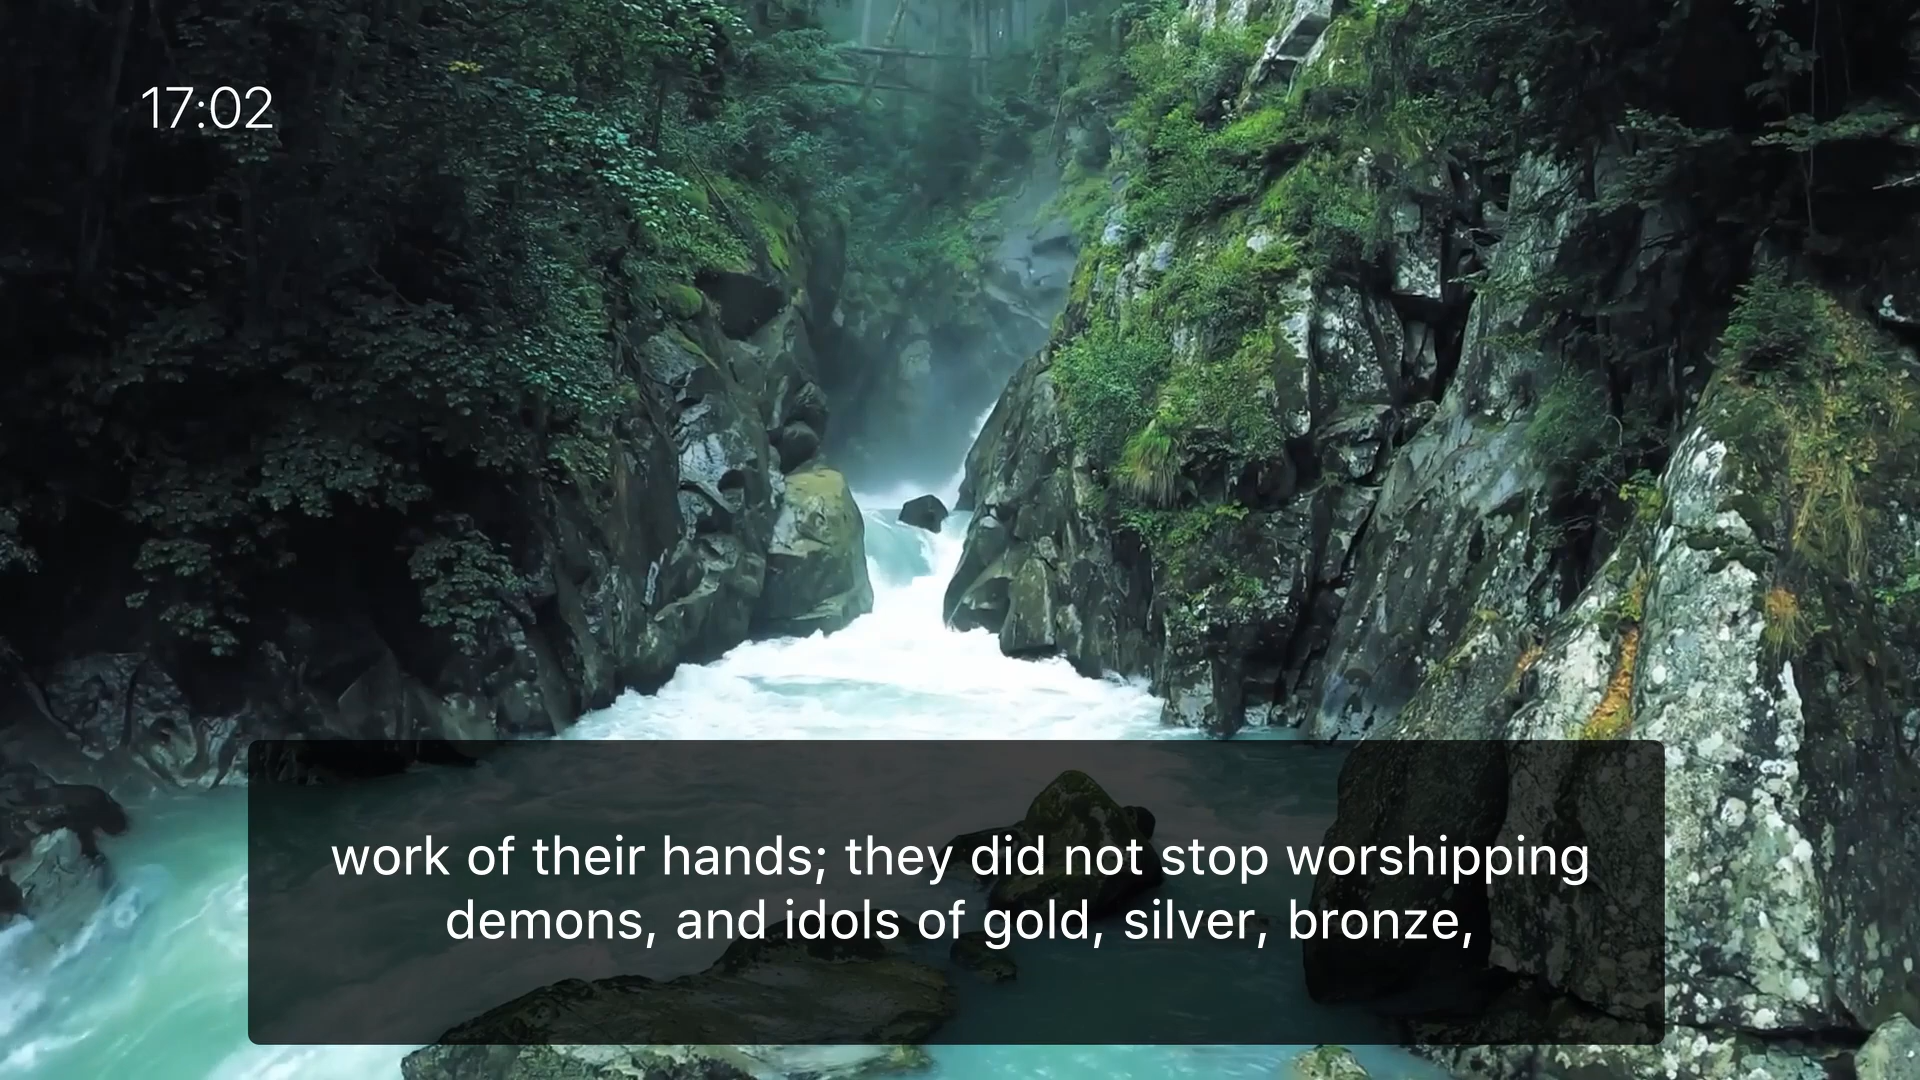 17:02
work of their hands; they did not stop worshipping
demons, and idols of gold, silver, bronze,